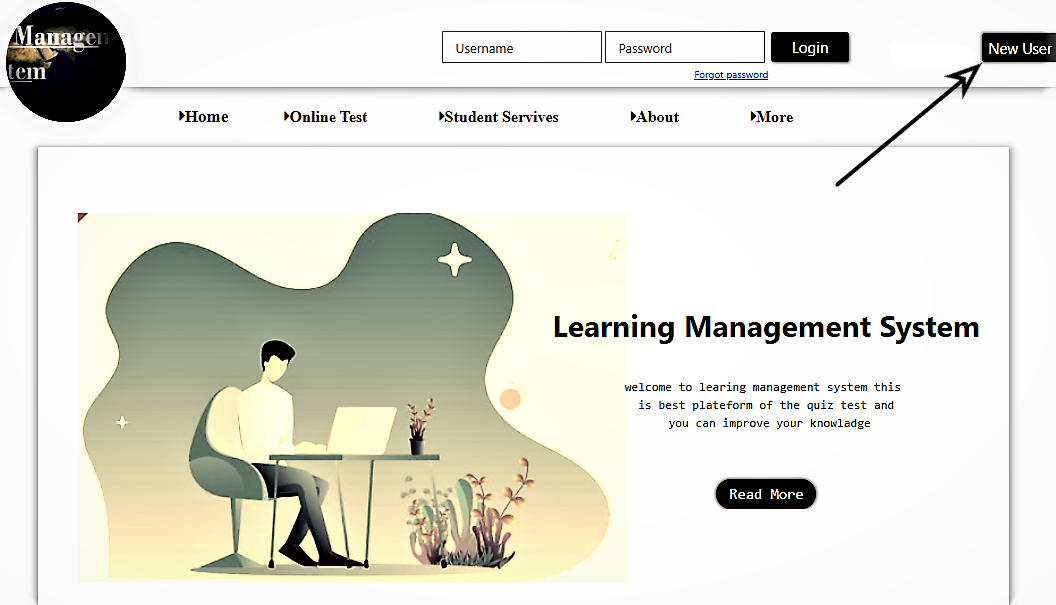 Managen
tem
Username
Password
Login
New User
Forgot password
Home
Online Test
Student Servives
About
More
Learning Management System
welcome to learing management system this
is best plateform of the quiz test and
you can improve your knowladge
Read More